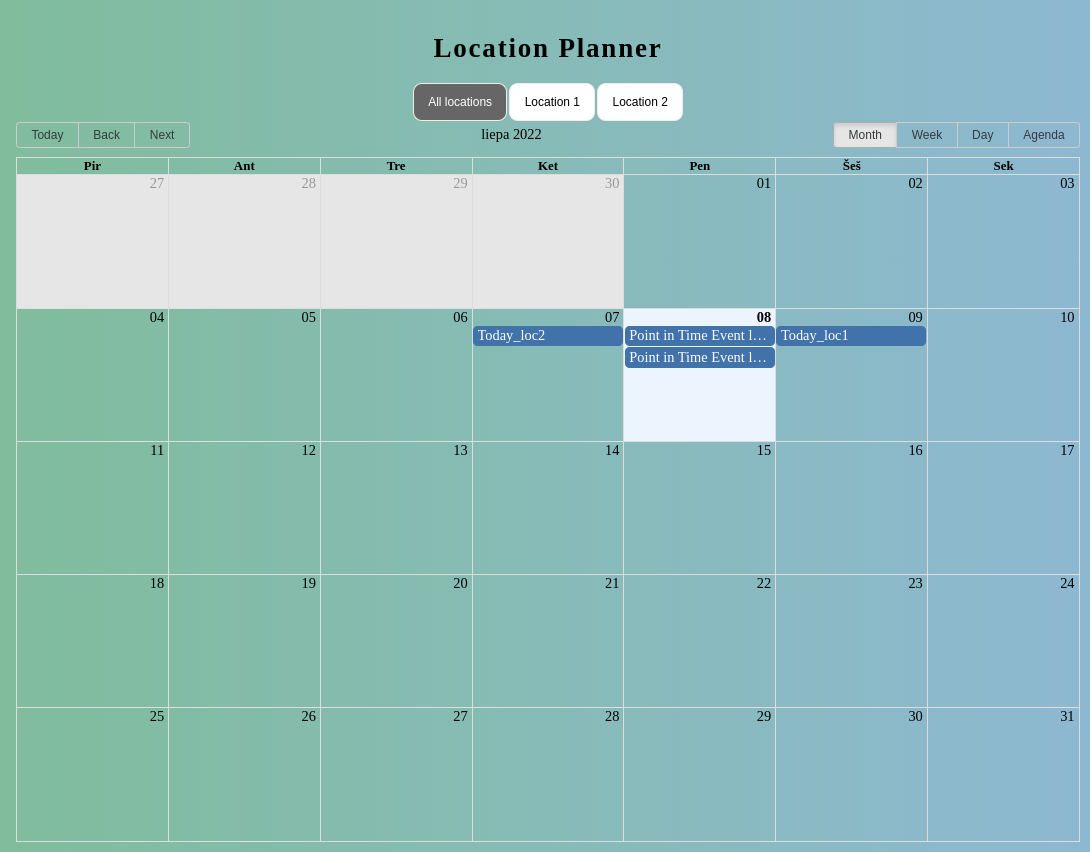 Location Planner
All locations Location 1 Location 2
Today Back Next liepa 2022 Month Week Day Agenda
Pir Ant Tre Ket Pen Šeš Sek
27 28 29 30 01 02 03
04 05 06 07 08 09 10
Today_loc2 Point in Time Event l… Today_loc1
Point in Time Event l…
11 12 13 14 15 16 17
18 19 20 21 22 23 24
25 26 27 28 29 30 31